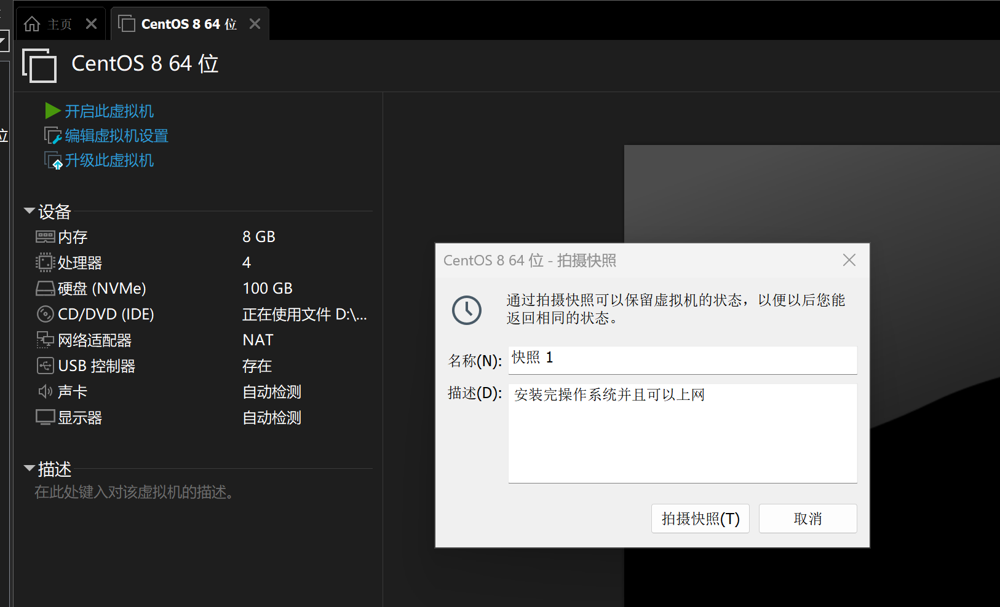 主页
CentOS 8 64 位
CentOS 8 64 位
开启此虚拟机
编辑虚拟机设置
升级此虚拟机
位
设备
内存 8 GB
处理器 4
硬盘 (NVMe) 100 GB
CD/DVD (IDE) 正在使用文件 D:\...
网络适配器 NAT
USB 控制器 存在
声卡 自动检测
显示器 自动检测
描述
在此处键入对该虚拟机的描述。
CentOS 8 64 位 - 拍摄快照
通过拍摄快照可以保留虚拟机的状态，以便以后您能
返回相同的状态。
名称(N): 快照 1
描述(D): 安装完操作系统并且可以上网
拍摄快照(T) 取消